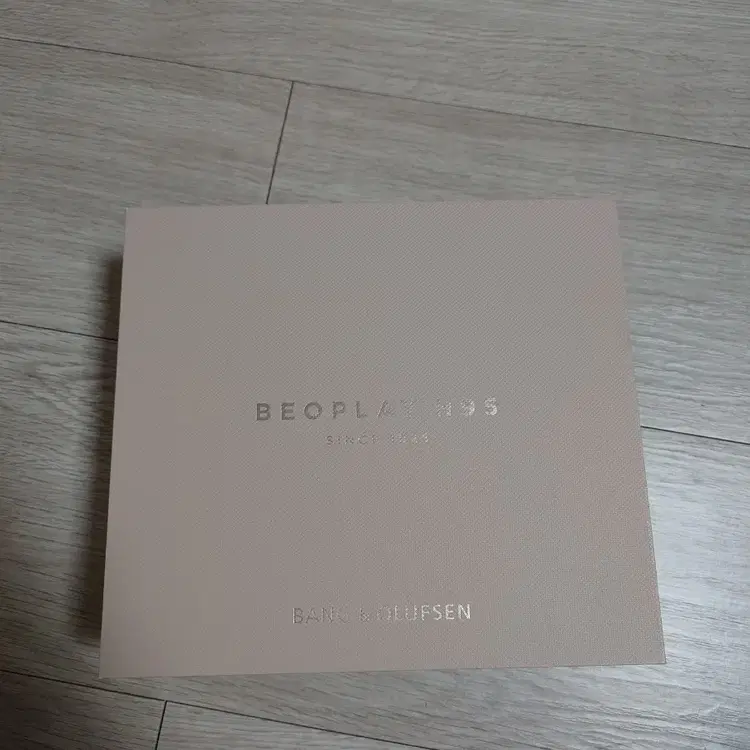 BEOPLAY H95
SINCE 1925
BANG & OLUFSEN